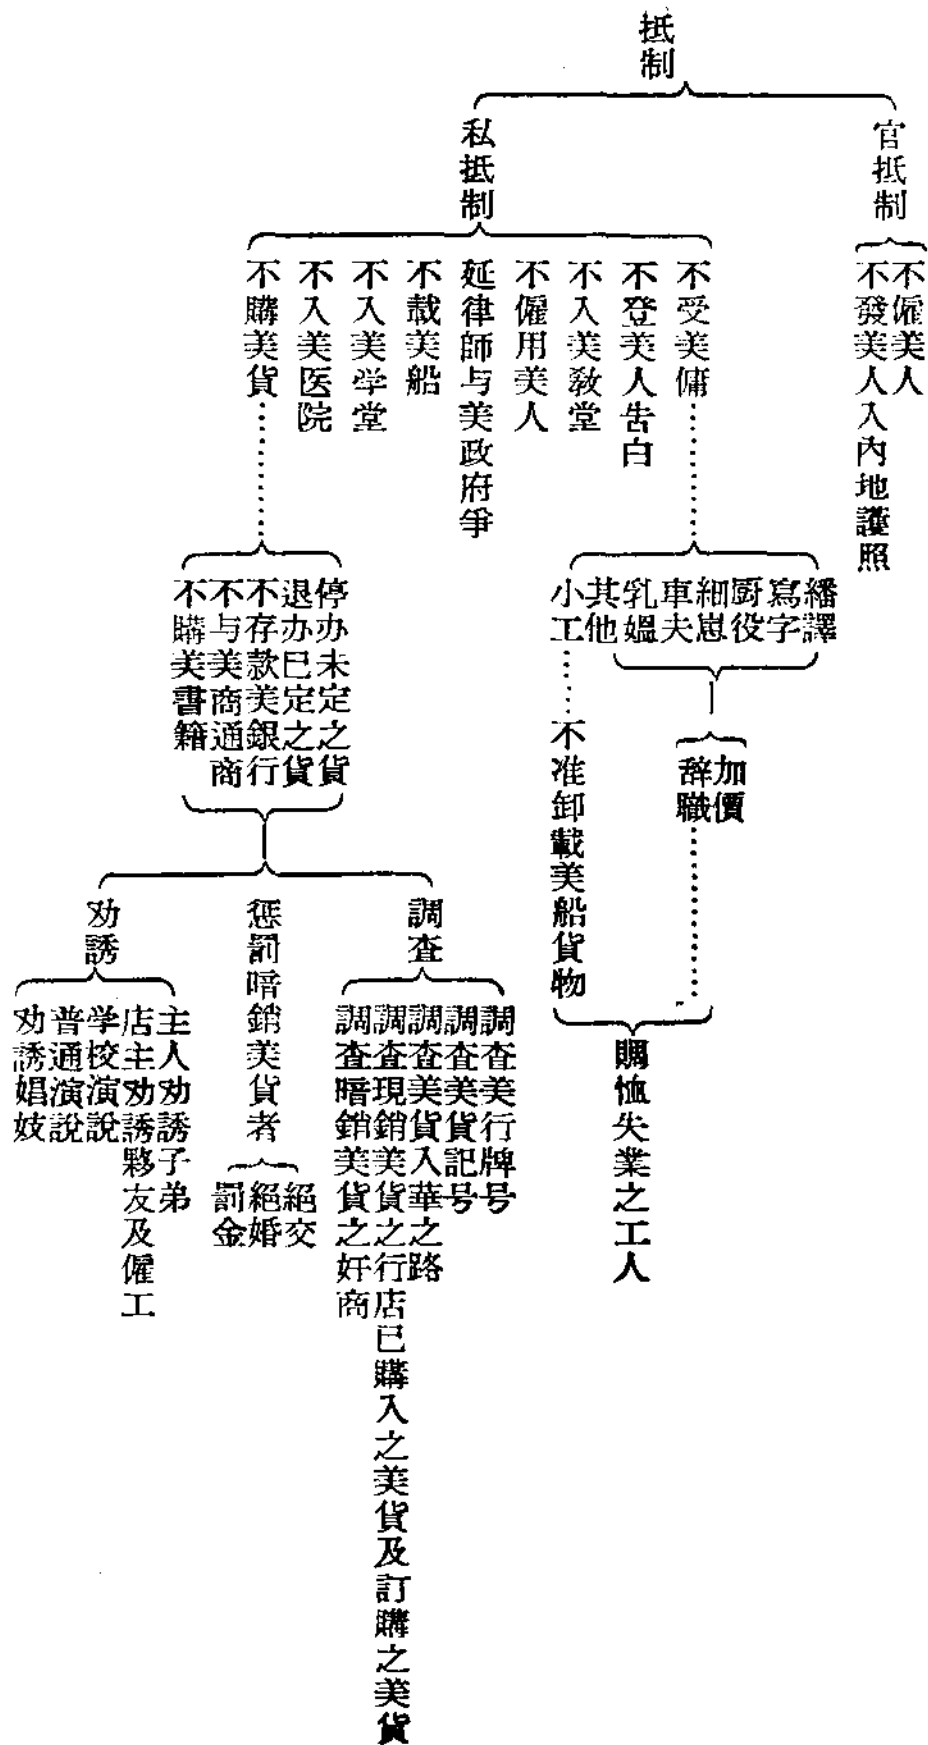 抵制
官抵制
不僱美人
不發美人入內地護照
私抵制
不受美傭
不登美人告白
不入美敎堂
不僱用美人
延律師与美政府爭
不载美船
不入美学堂
不入美医院
不購美貨
繙譯
寫字
厨役
細崽
車夫
乳媼
其他
小工
加價
辞職
不准卸載美船貨物
賙恤失業之工人
停办未定之貨
退办已定之貨
不存款美銀行
不与美商通商
不購美書籍
調查
調查美行牌号
調查美貨記号
調查美貨入華之路
調查現銷美貨之行店已購入之美貨及訂購之美貨
調查暗銷美貨之奸商
惩罰暗銷美貨者
絕交
絕婚
罰金
劝誘
主人劝誘子弟
店主劝誘夥友及僱工
学校演說
普通演說
劝誘娼妓